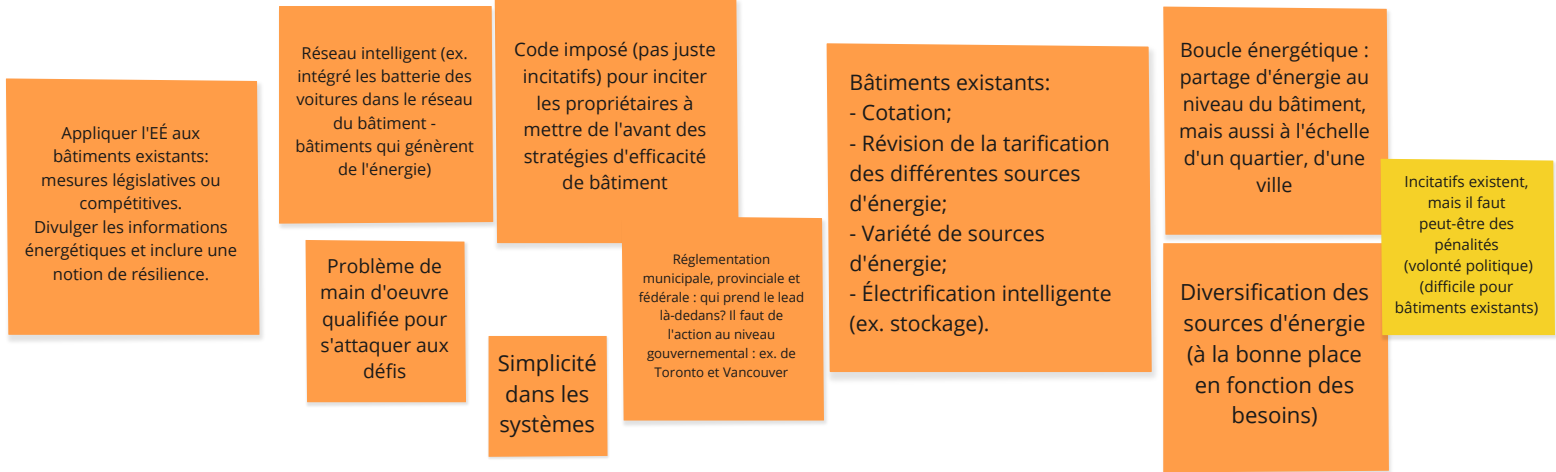 Appliquer l'EÉ aux
bâtiments existants:
mesures législatives ou
compétitives.
Divulger les informations
énergétiques et inclure une
notion de résilience.
Réseau intelligent (ex.
intégré les batterie des
voitures dans le réseau
du bâtiment -
bâtiments qui génèrent
de l'énergie)
Problème de
main d'oeuvre
qualifiée pour
s'attaquer aux
défis
Code imposé (pas juste
incitatifs) pour inciter
les propriétaires à
mettre de l'avant des
stratégies d'efficacité
de bâtiment
Simplicité
dans les
systèmes
Réglementation
municipale, provinciale et
fédérale : qui prend le lead
là-dedans? Il faut de
l'action au niveau
gouvernemental : ex. de
Toronto et Vancouver
Bâtiments existants:
- Cotation;
- Révision de la tarification
des différentes sources
d'énergie;
- Variété de sources
d'énergie;
- Électrification intelligente
(ex. stockage).
Boucle énergétique :
partage d'énergie au
niveau du bâtiment,
mais aussi à l'échelle
d'un quartier, d'une
ville
Diversification des
sources d'énergie
(à la bonne place
en fonction des
besoins)
Incitatifs existent,
mais il faut
peut-être des
pénalités
(volonté politique)
(difficile pour
bâtiments existants)